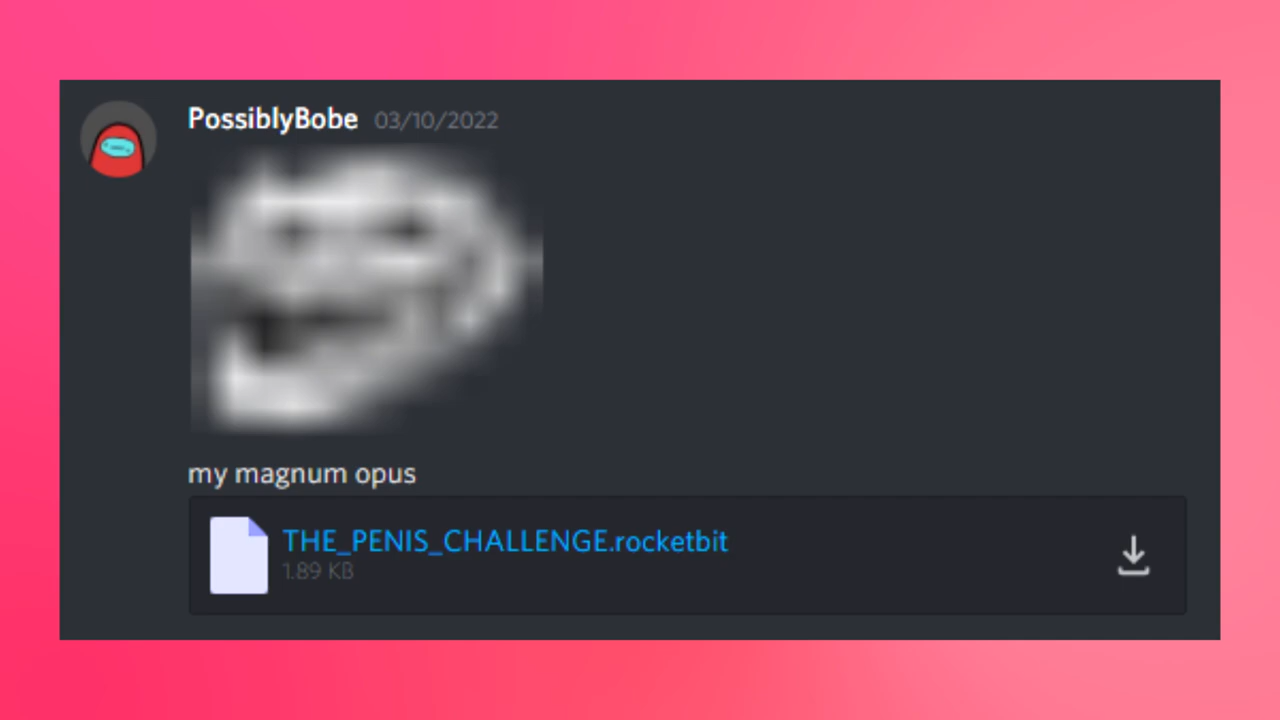 PossiblyBobe 03/10/2022
my magnum opus
THE_PENIS_CHALLENGE.rocketbit
1.89 KB